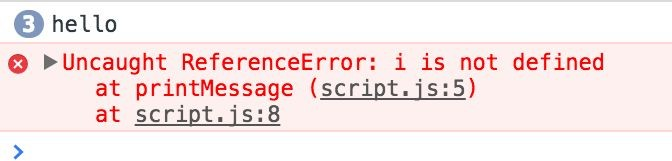 3 hello
Uncaught ReferenceError: i is not defined
at printMessage (script.js:5)
at script.js:8